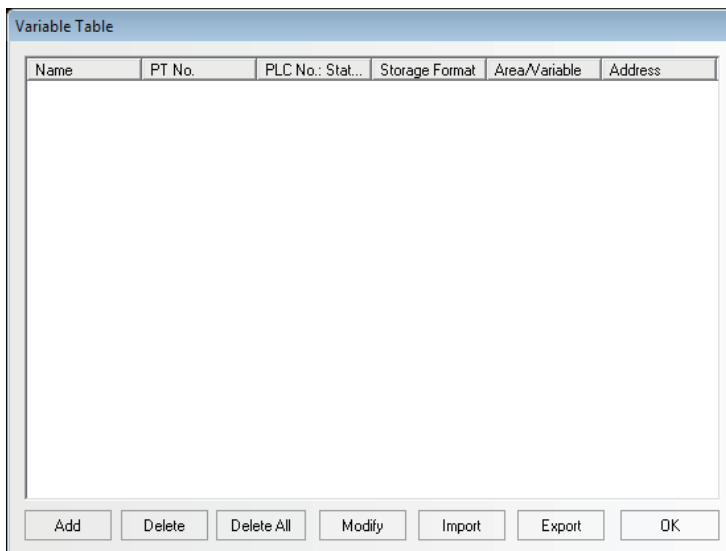 Variable Table
Name PT No. PLC No.: Stat... Storage Format Area/Variable Address
Add Delete Delete All Modify Import Export OK